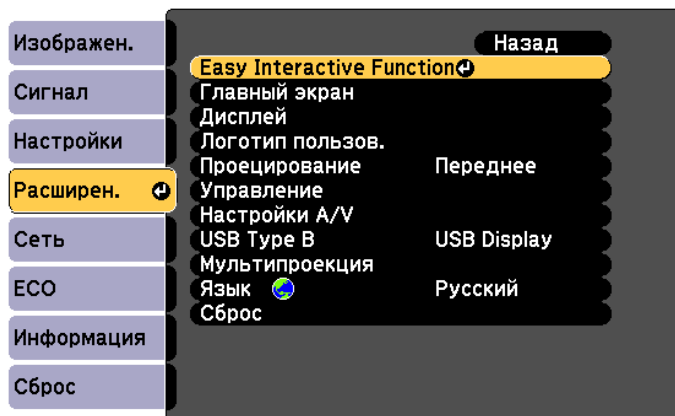 Изображен.
Сигнал
Настройки
Расширен.
Сеть
ECO
Информация
Сброс
Назад
Easy Interactive Function
Главный экран
Дисплей
Логотип пользов.
Проецирование Переднее
Управление
Настройки A/V
USB Type B USB Display
Мультипроекция
Язык Русский
Сброс